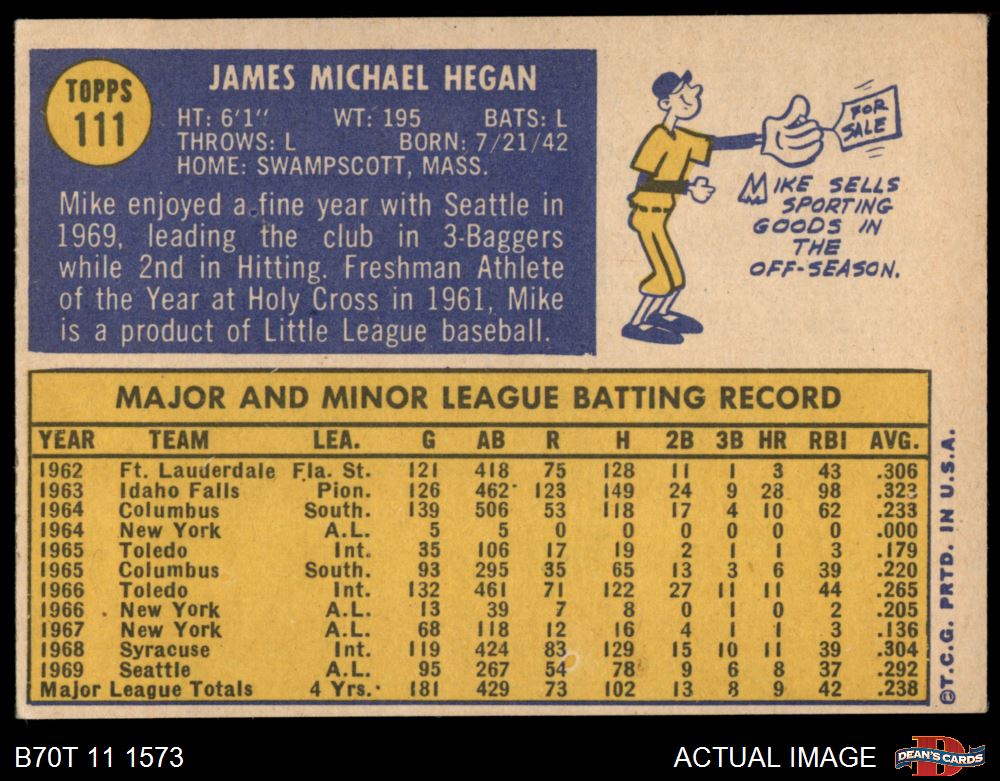 TOPPS
111
JAMES MICHAEL HEGAN
HT: 6'1" WT: 195 BATS: L
THROWS: L BORN: 7/21/42
HOME: SWAMPSCOTT, MASS.
Mike enjoyed a fine year with Seattle in
1969, leading the club in 3-Baggers
while 2nd in Hitting. Freshman Athlete
of the Year at Holy Cross in 1961, Mike
is a product of Little League baseball.
FOR
SALE
MIKE SELLS
SPORTING
GOODS IN
THE
OFF-SEASON.
MAJOR AND MINOR LEAGUE BATTING RECORD
YEAR TEAM LEA. G AB R H 2B 3B HR RBI AVG.
1962 Ft. Lauderdale Fla. St. 121 418 75 128 11 1 3 43 .306
1963 Idaho Falls Pion. 126 462 123 149 24 9 28 98 .323
1964 Columbus South. 139 506 53 118 17 4 10 62 .233
1964 New York A.L. 5 5 0 0 0 0 0 0 .000
1965 Toledo Int. 35 106 17 19 2 1 1 3 .179
1965 Columbus South. 93 295 35 65 13 3 6 39 .220
1966 Toledo Int. 132 461 71 122 27 11 11 44 .265
1966 New York A.L. 13 39 7 8 0 1 0 2 .205
1967 New York A.L. 68 118 12 16 4 1 1 3 .136
1968 Syracuse Int. 119 424 83 129 15 10 11 39 .304
1969 Seattle A.L. 95 267 54 78 9 6 8 37 .292
Major League Totals 4 Yrs. 181 429 73 102 13 8 9 42 .238
©T.C.G. PRTD. IN U.S.A.
B70T 11 1573
ACTUAL IMAGE
DEAN'S CARDS